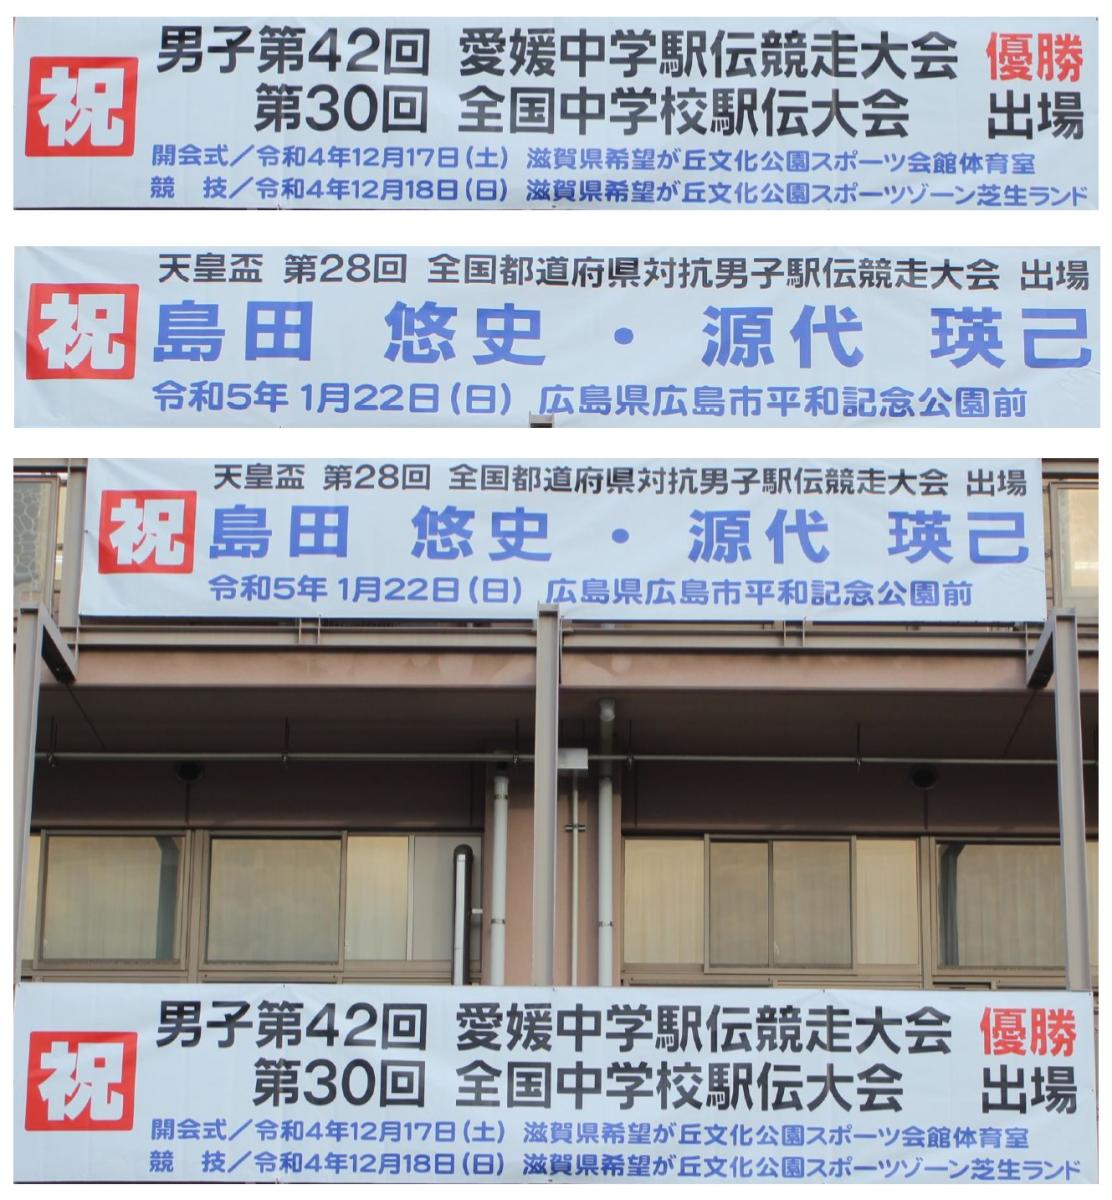 祝
男子第42回 愛媛中学駅伝競走大会 優勝
第30回 全国中学校駅伝大会 出場
開会式／令和4年12月17日(土) 滋賀県希望が丘文化公園スポーツ会館体育室
競 技／令和4年12月18日(日) 滋賀県希望が丘文化公園スポーツゾーン芝生ランド
祝
天皇盃 第28回 全国都道府県対抗男子駅伝競走大会 出場
島田 悠史・源代 瑛己
令和5年 1月22日(日) 広島県広島市平和記念公園前
祝
天皇盃 第28回 全国都道府県対抗男子駅伝競走大会 出場
島田 悠史・源代 瑛己
令和5年 1月22日(日) 広島県広島市平和記念公園前
祝
男子第42回 愛媛中学駅伝競走大会 優勝
第30回 全国中学校駅伝大会 出場
開会式／令和4年12月17日(土) 滋賀県希望が丘文化公園スポーツ会館体育室
競 技／令和4年12月18日(日) 滋賀県希望が丘文化公園スポーツゾーン芝生ランド